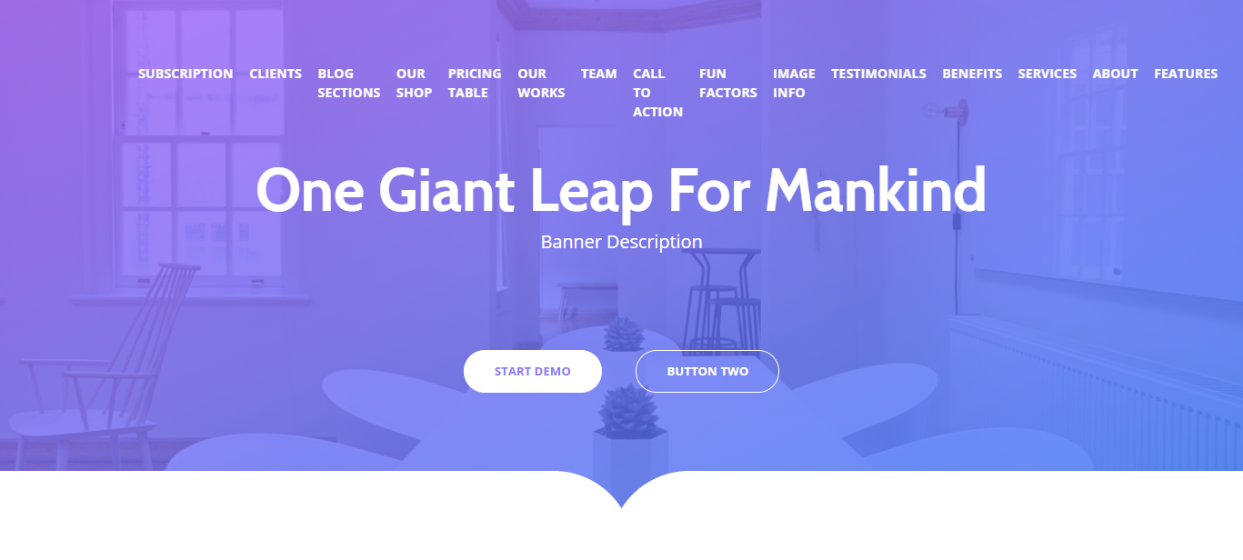 SUBSCRIPTION CLIENTS BLOG SECTIONS OUR SHOP PRICING TABLE OUR WORKS TEAM CALL TO ACTION FUN FACTORS IMAGE INFO TESTIMONIALS BENEFITS SERVICES ABOUT FEATURES
One Giant Leap For Mankind
Banner Description
START DEMO BUTTON TWO